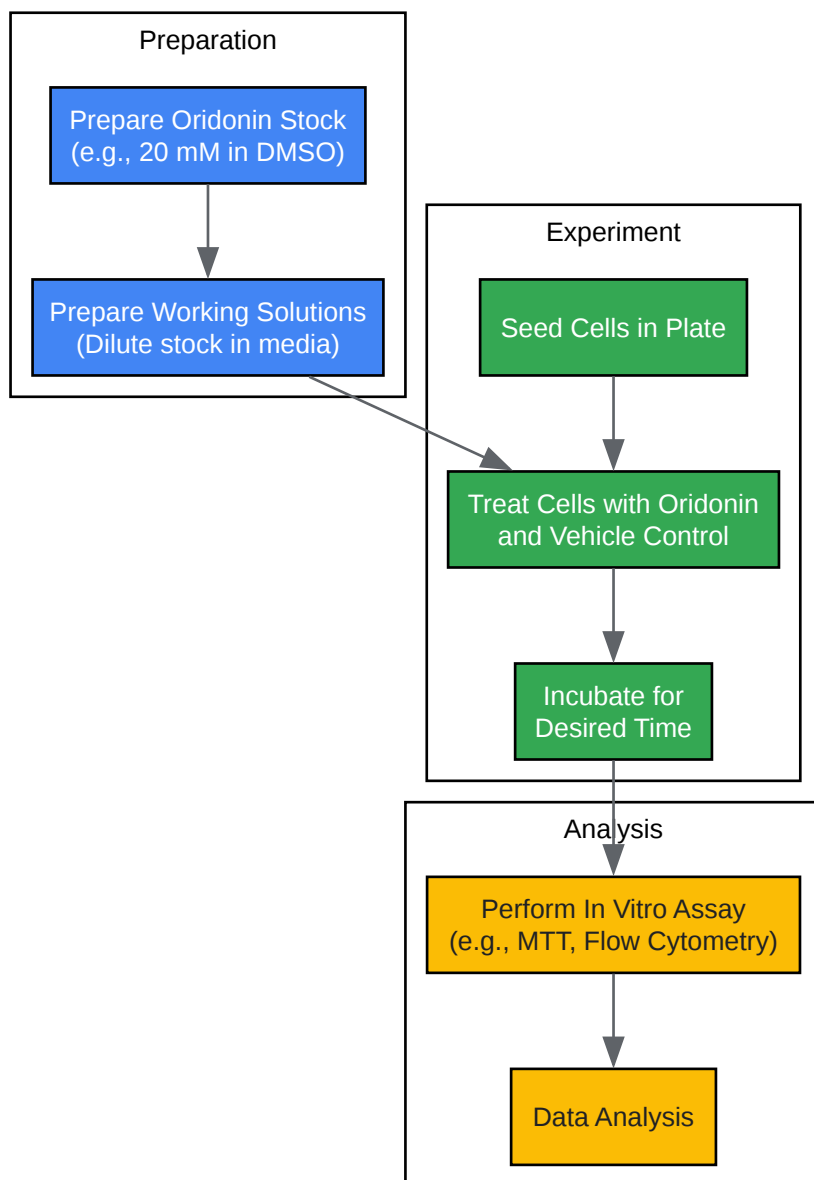 Preparation
Prepare Oridonin Stock
(e.g., 20 mM in DMSO)
Prepare Working Solutions
(Dilute stock in media)
Experiment
Seed Cells in Plate
Treat Cells with Oridonin
and Vehicle Control
Incubate for
Desired Time
Analysis
Perform In Vitro Assay
(e.g., MTT, Flow Cytometry)
Data Analysis